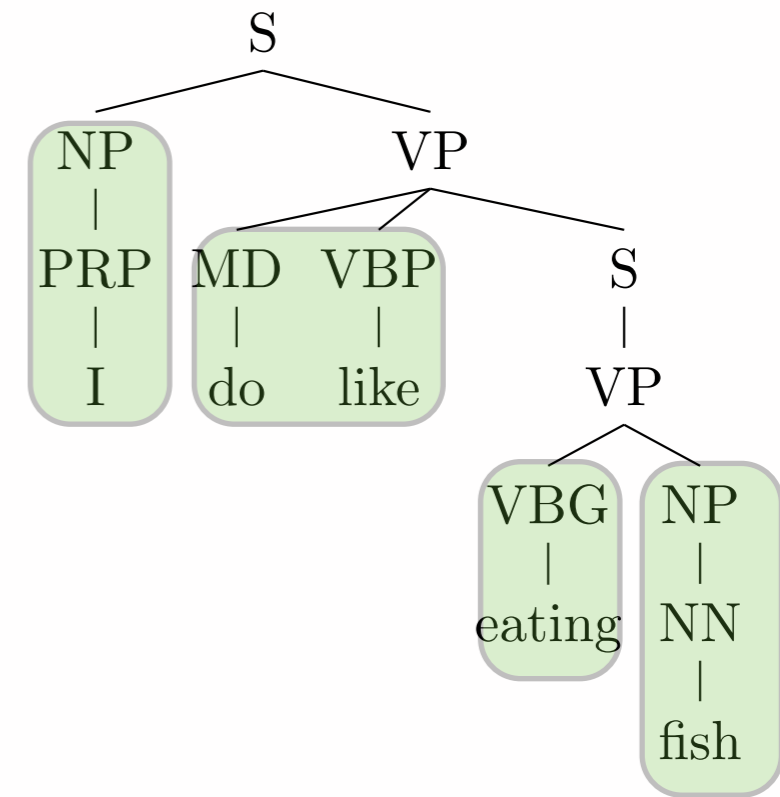 S
NP VP
PRP MD VBP S
I do like VP
VBG NP
eating NN
fish